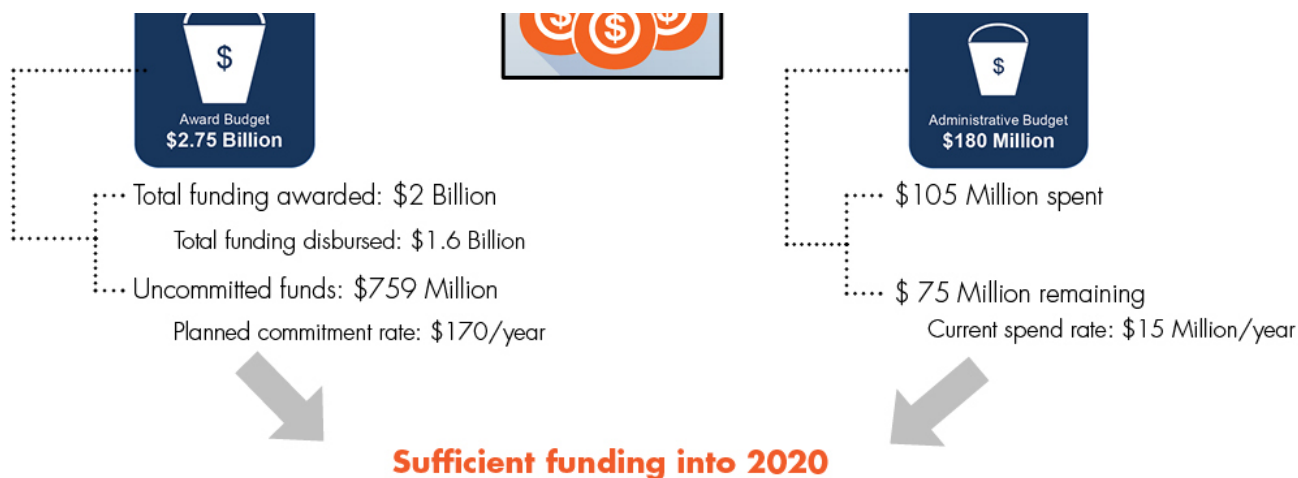 $
Award Budget
$2.75 Billion
Total funding awarded: $2 Billion
Total funding disbursed: $1.6 Billion
Uncommitted funds: $759 Million
Planned commitment rate: $170/year
$
$
$
$
Administrative Budget
$180 Million
$105 Million spent
$ 75 Million remaining
Current spend rate: $15 Million/year
Sufficient funding into 2020